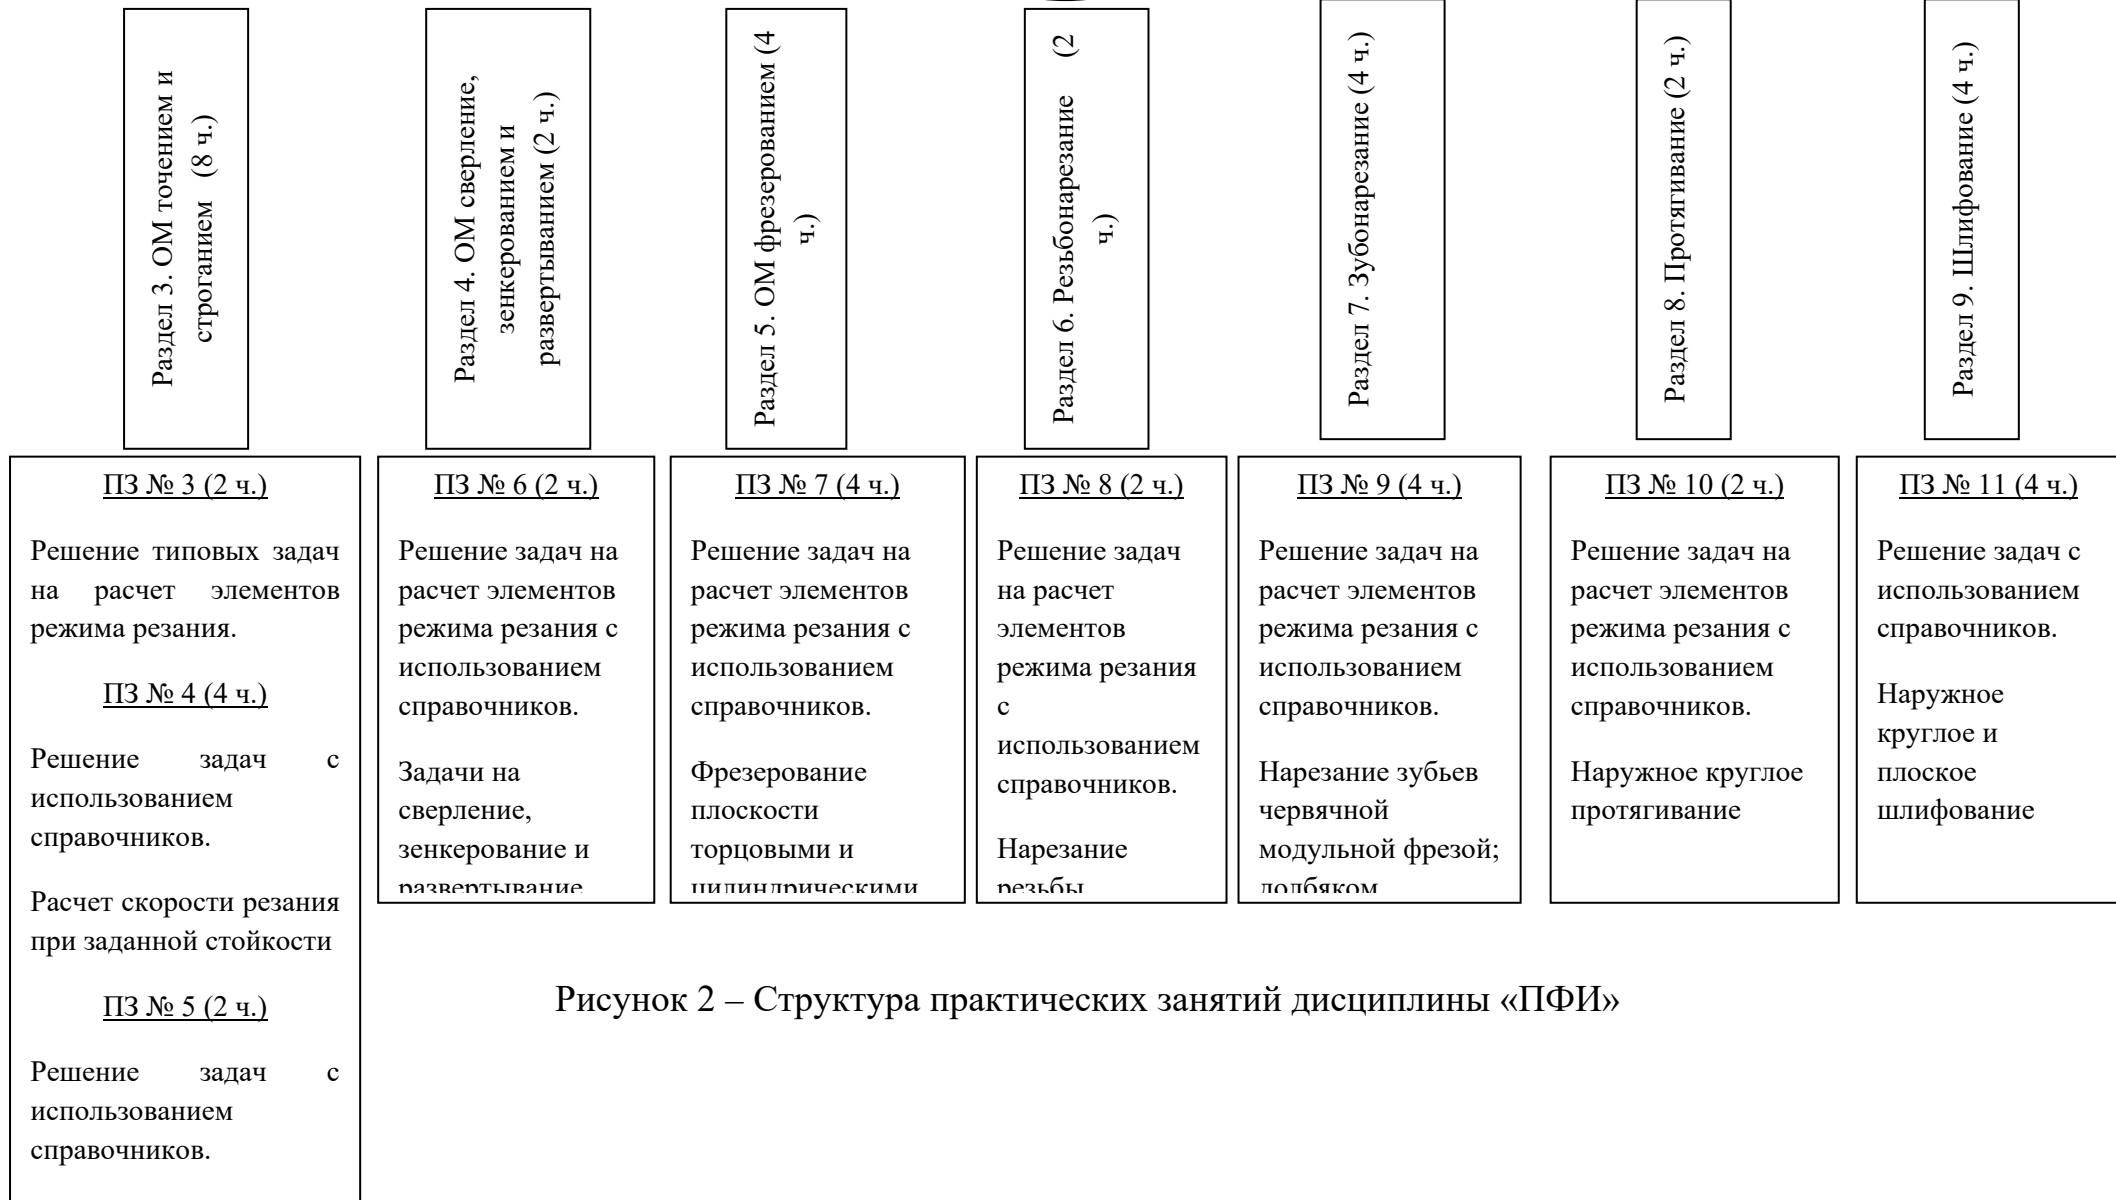 Раздел 3. ОМ точением и
строганием (8 ч.)
Раздел 4. ОМ сверление,
зенкерованием и
развертыванием (2 ч.)
Раздел 5. ОМ фрезерованием (4
ч.)
Раздел 6. Резьбонарезание (2
ч.)
Раздел 7. Зубонарезание (4 ч.)
Раздел 8. Протягивание (2 ч.)
Раздел 9. Шлифование (4 ч.)
ПЗ № 3 (2 ч.)
Решение типовых задач
на расчет элементов
режима резания.
ПЗ № 4 (4 ч.)
Решение задач с
использованием
справочников.
Расчет скорости резания
при заданной стойкости
ПЗ № 5 (2 ч.)
Решение задач с
использованием
справочников.
ПЗ № 6 (2 ч.)
Решение задач на
расчет элементов
режима резания с
использованием
справочников.
Задачи на
сверление,
зенкерование и
развертывание
ПЗ № 7 (4 ч.)
Решение задач на
расчет элементов
режима резания с
использованием
справочников.
Фрезерование
плоскости
торцовыми и
цилиндрическими
ПЗ № 8 (2 ч.)
Решение задач
на расчет
элементов
режима резания
с
использованием
справочников.
Нарезание
резьбы
ПЗ № 9 (4 ч.)
Решение задач на
расчет элементов
режима резания с
использованием
справочников.
Нарезание зубьев
червячной
модульной фрезой;
долбяком
ПЗ № 10 (2 ч.)
Решение задач на
расчет элементов
режима резания с
использованием
справочников.
Наружное круглое
протягивание
ПЗ № 11 (4 ч.)
Решение задач с
использованием
справочников.
Наружное
круглое и
плоское
шлифование
Рисунок 2 – Структура практических занятий дисциплины «ПФИ»